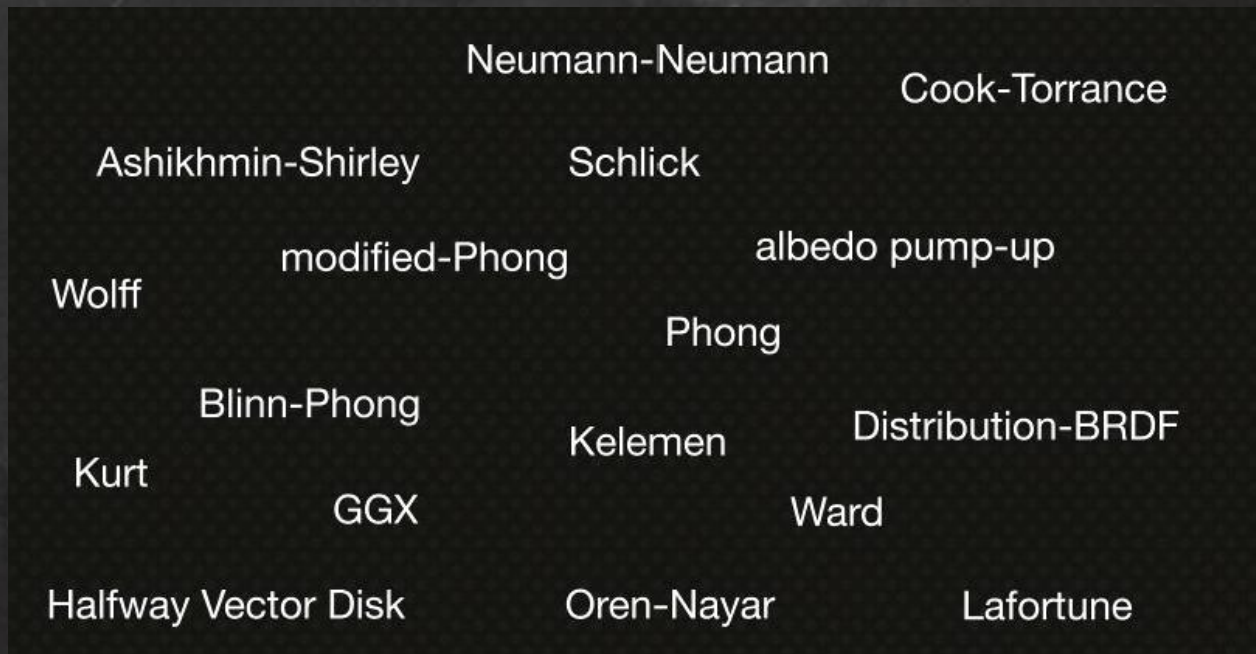 Neumann-Neumann
Cook-Torrance
Ashikhmin-Shirley
Schlick
modified-Phong
albedo pump-up
Wolff
Phong
Blinn-Phong
Distribution-BRDF
Kelemen
Kurt
GGX
Ward
Halfway Vector Disk
Oren-Nayar
Lafortune